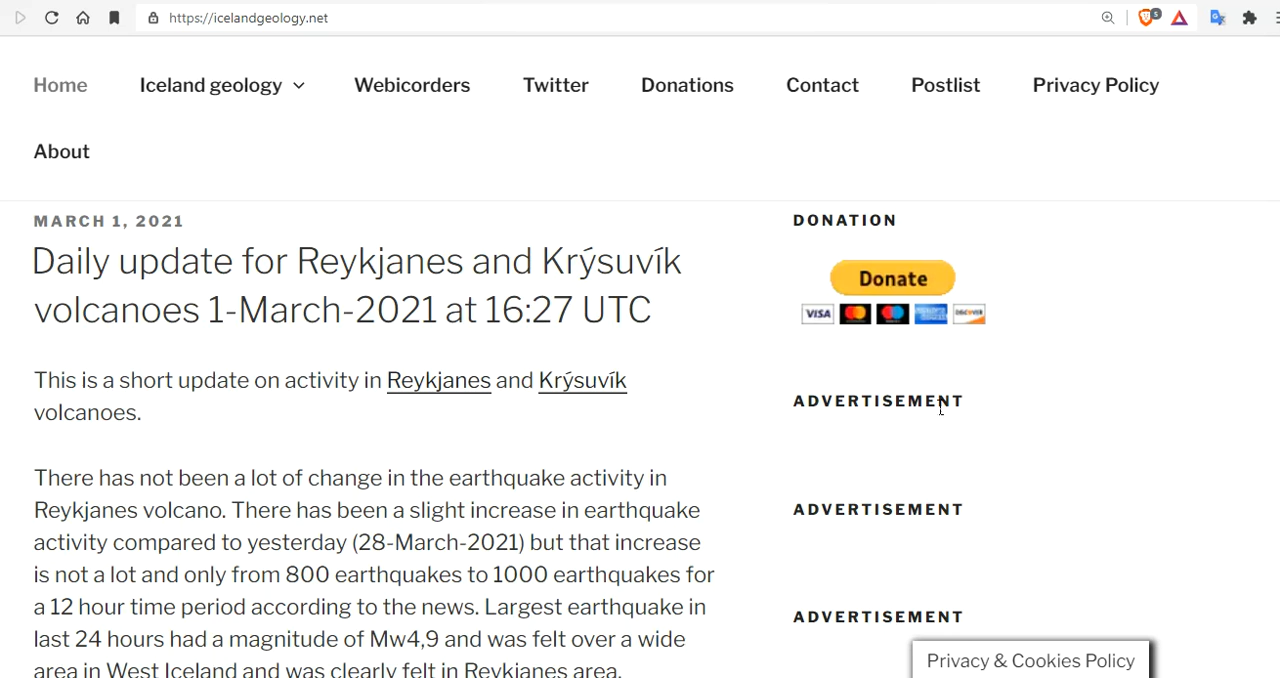 https://icelandgeology.net
5
Home Iceland geology Webicorders Twitter Donations Contact Postlist Privacy Policy
About
MARCH 1, 2021
Daily update for Reykjanes and Krýsuvík
volcanoes 1-March-2021 at 16:27 UTC
This is a short update on activity in Reykjanes and Krýsuvík
volcanoes.
There has not been a lot of change in the earthquake activity in
Reykjanes volcano. There has been a slight increase in earthquake
activity compared to yesterday (28-March-2021) but that increase
is not a lot and only from 800 earthquakes to 1000 earthquakes for
a 12 hour time period according to the news. Largest earthquake in
last 24 hours had a magnitude of Mw4,9 and was felt over a wide
area in West Iceland and was clearly felt in Reykjanes area.
DONATION
Donate
VISA DISCOVER
ADVERTISEMENT
ADVERTISEMENT
ADVERTISEMENT
Privacy & Cookies Policy